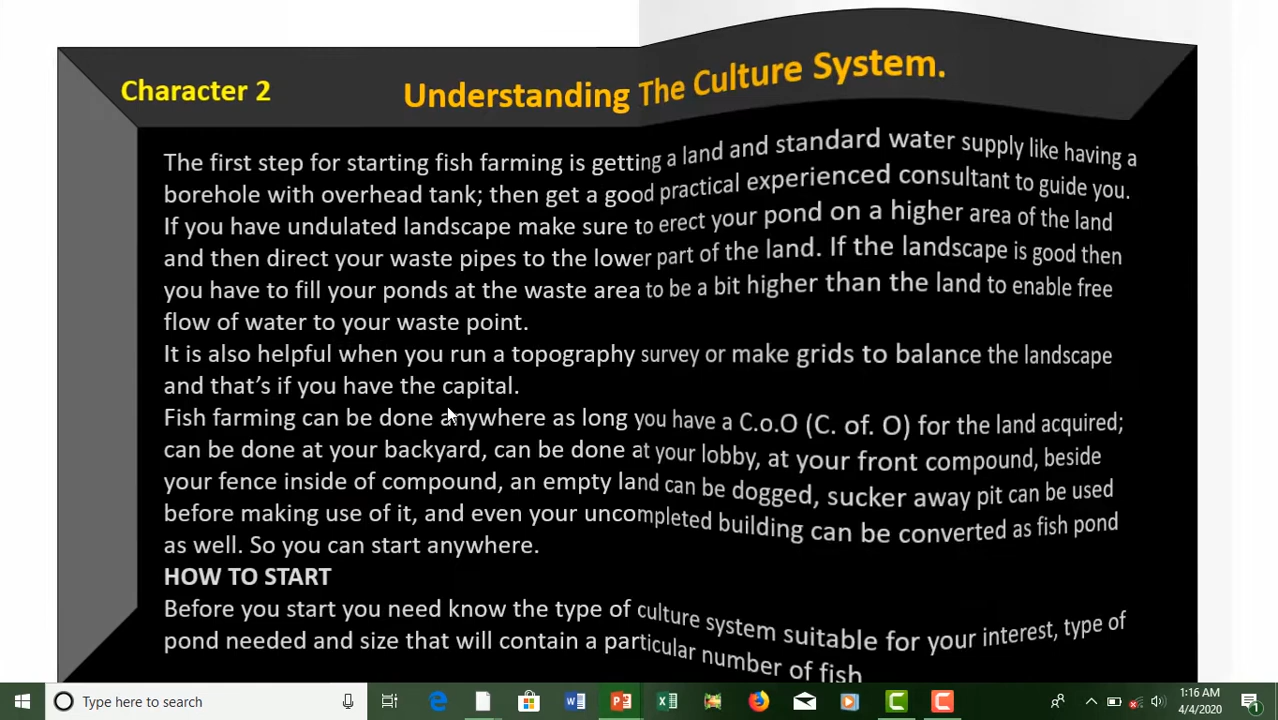 Character 2
Understanding The Culture System.
The first step for starting fish farming is getting a land and standard water supply like having a
borehole with overhead tank; then get a good practical experienced consultant to guide you.
If you have undulated landscape make sure to erect your pond on a higher area of the land
and then direct your waste pipes to the lower part of the land. If the landscape is good then
you have to fill your ponds at the waste area to be a bit higher than the land to enable free
flow of water to your waste point.
It is also helpful when you run a topography survey or make grids to balance the landscape
and that's if you have the capital.
Fish farming can be done anywhere as long you have a C.o.O (C. of. O) for the land acquired;
can be done at your backyard, can be done at your lobby, at your front compound, beside
your fence inside of compound, an empty land can be dogged, sucker away pit can be used
before making use of it, and even your uncompleted building can be converted as fish pond
as well. So you can start anywhere.
HOW TO START
Before you start you need know the type of culture system suitable for your interest, type of
pond needed and size that will contain a particular number of fish
Type here to search
1:16 AM
4/4/2020
1